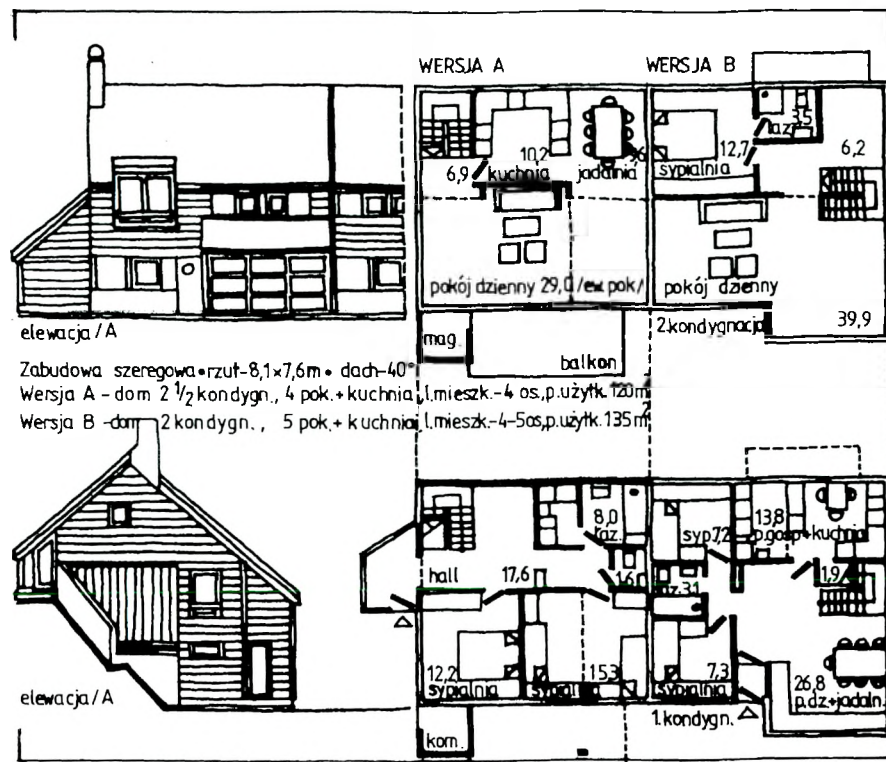 WERSJA A
WERSJA B
3,5
łaz.
12,7
sypialnia
6,2
10,2
kuchnia
jadalnia
6,9
pokój dzienny 29,0 /ew. pok/
pokój dzienny
2.kondygnacja
39,9
mag.
balkon
elewacja/A
Zabudowa szeregowa•rzut-8,1×7,6m • dach-40°
Wersja A - dom 2 1/2 kondygn., 4 pok.+kuchnia, l.mieszk.-4 os., p.użytk. 120m²
Wersja B - dom 2 kondygn., 5 pok.+kuchnia, l.mieszk.-4-5os., p.użytk. 135m²
8,0
łaz.
hall
17,6
1,6
syp.
7,2
13,8
p.gosp+kuchnia
1,9
łaz.
3,1
12,2
sypialnia
sypialnia
15,3
7,3
sypialnia
26,8
p.dz+jadaln.
1.kondygn.
kom.
elewacja/A